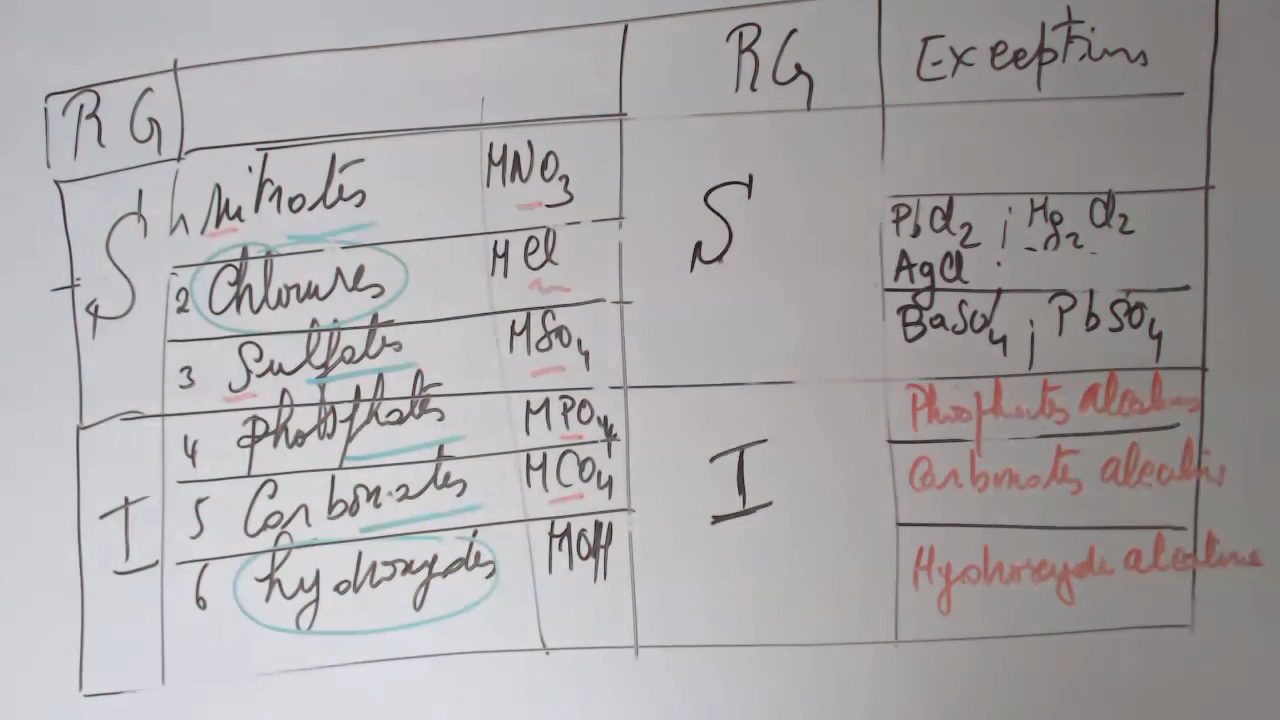 RG RG Exceptions
S 1 nitrates MNO3 S
2 Chlorures MCl PbCl2 ; Hg2Cl2
AgCl
3 Sulfates MSO4 BaSO4 ; PbSO4
I 4 phosphates MPO4 I Phosphates alcalins
5 Carbonates MCO4 Carbonates alcalins
6 hydroxydes MOH Hydroxyde alcalins